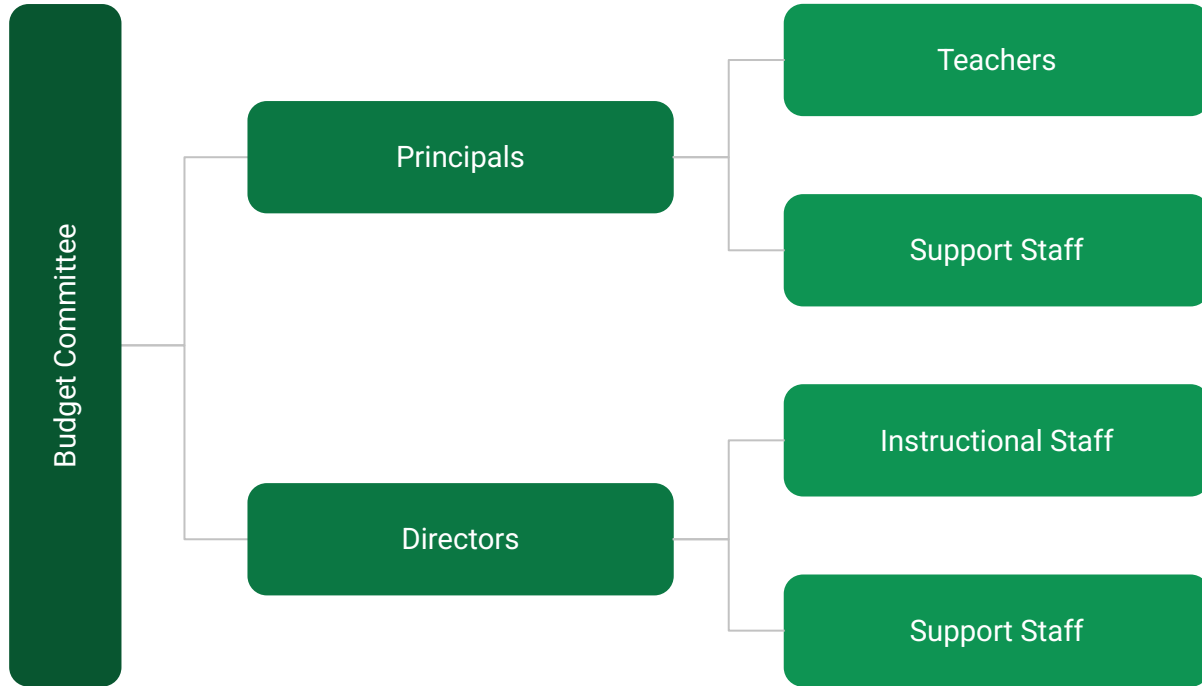 Budget Committee
Principals
Teachers
Support Staff
Directors
Instructional Staff
Support Staff